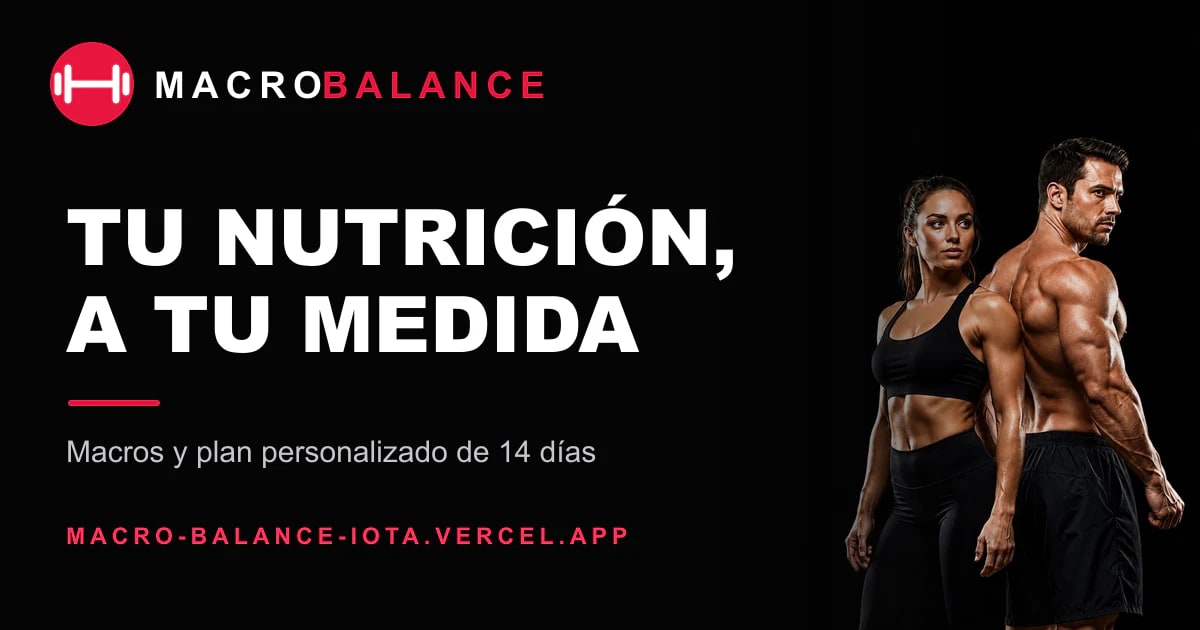 MACROBALANCE
TU NUTRICIÓN,
A TU MEDIDA
Macros y plan personalizado de 14 días
MACRO-BALANCE-IOTA.VERCEL.APP